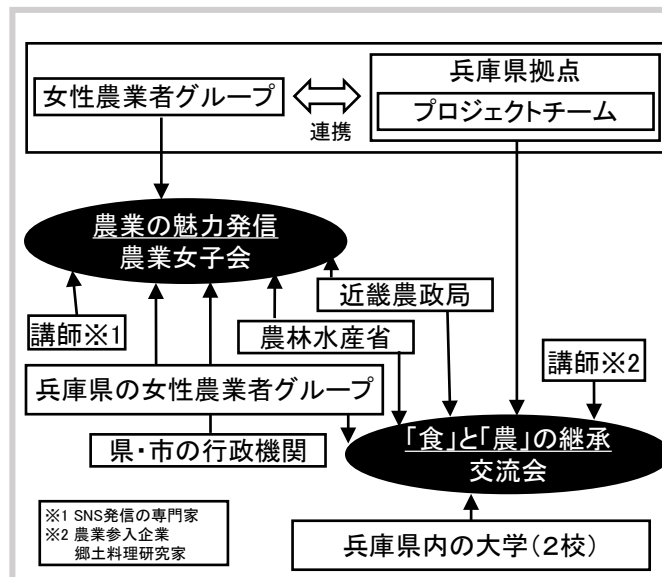 兵庫県拠点
女性農業者グループ
プロジェクトチーム
連携
農業の魅力発信
農業女子会
近畿農政局
講師※1
農林水産省
講師※2
兵庫県の女性農業者グループ
県・市の行政機関
「食」と「農」の継承
交流会
※1 SNS発信の専門家
※2 農業参入企業
郷土料理研究家
兵庫県内の大学(2校)